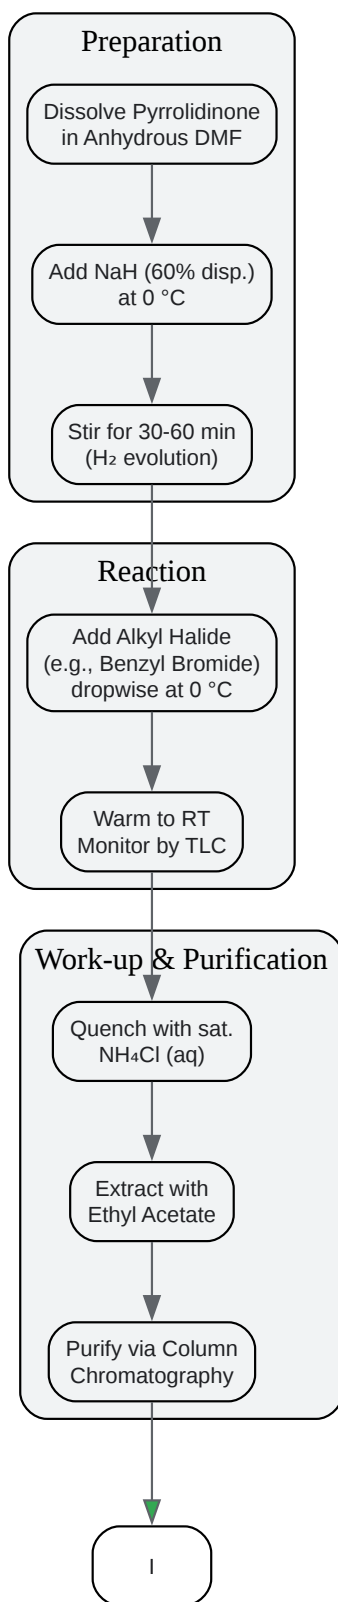 Preparation
Dissolve Pyrrolidinone
in Anhydrous DMF
Add NaH (60% disp.)
at 0 °C
Stir for 30-60 min
(H₂ evolution)
Reaction
Add Alkyl Halide
(e.g., Benzyl Bromide)
dropwise at 0 °C
Warm to RT
Monitor by TLC
Work-up & Purification
Quench with sat.
NH₄Cl (aq)
Extract with
Ethyl Acetate
Purify via Column
Chromatography
I